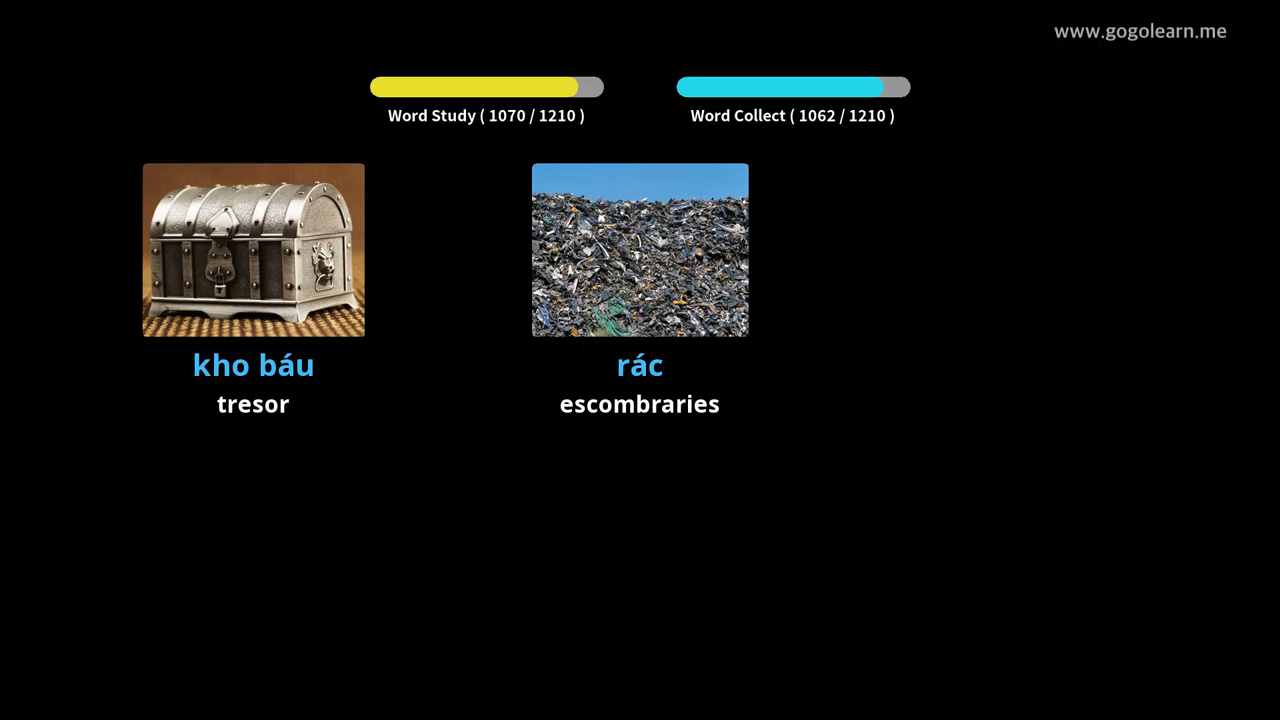 www.gogolearn.me
Word Study ( 1070 / 1210 )
Word Collect ( 1062 / 1210 )
kho báu
tresor
rác
escombraries